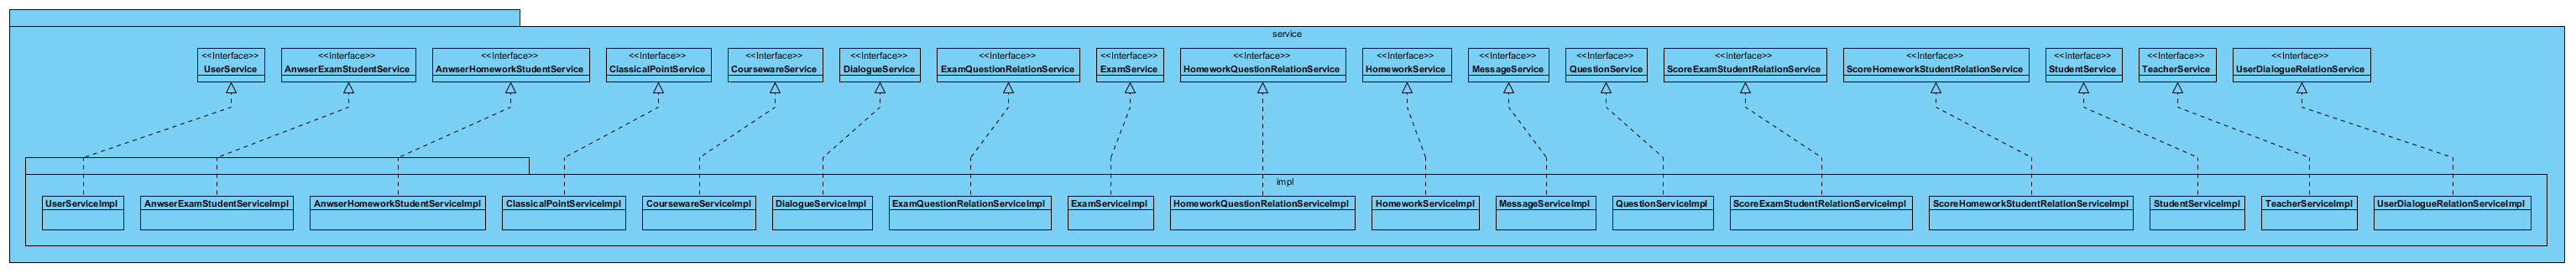 service
<<Interface>>
UserService
<<Interface>>
AnwserExamStudentService
<<Interface>>
AnwserHomeworkStudentService
<<Interface>>
ClassicalPointService
<<Interface>>
CoursewareService
<<Interface>>
DialogueService
<<Interface>>
ExamQuestionRelationService
<<Interface>>
ExamService
<<Interface>>
HomeworkQuestionRelationService
<<Interface>>
HomeworkService
<<Interface>>
MessageService
<<Interface>>
QuestionService
<<Interface>>
ScoreExamStudentRelationService
<<Interface>>
ScoreHomeworkStudentRelationService
<<Interface>>
StudentService
<<Interface>>
TeacherService
<<Interface>>
UserDialogueRelationService
impl
UserServiceImpl
AnwserExamStudentServiceImpl
AnwserHomeworkStudentServiceImpl
ClassicalPointServiceImpl
CoursewareServiceImpl
DialogueServiceImpl
ExamQuestionRelationServiceImpl
ExamServiceImpl
HomeworkQuestionRelationServiceImpl
HomeworkServiceImpl
MessageServiceImpl
QuestionServiceImpl
ScoreExamStudentRelationServiceImpl
ScoreHomeworkStudentRelationServiceImpl
StudentServiceImpl
TeacherServiceImpl
UserDialogueRelationServiceImpl